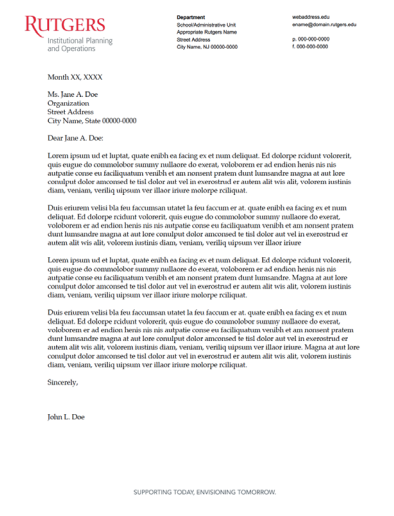 RUTGERS
Institutional Planning
and Operations
Department
School/Administrative Unit
Appropriate Rutgers Name
Street Address
City Name, NJ 00000-0000
webaddress.edu
ename@domain.rutgers.edu
p. 000-000-0000
f. 000-000-0000
Month XX, XXXX
Ms. Jane A. Doe
Organization
Street Address
City Name, State 00000-0000
Dear Jane A. Doe:
Lorem ipsum ud et luptat, quate enibh ea facing ex et num deliquat. Ed dolorpe rcidunt volorerit,
quis eugue do commolobor summy nullaore do exerat, voloborem er ad endion henis nis nis
autpatie conse eu faciliquatum venibh et am nonsent pratem dunt lumsandre magna at aut lore
conulput dolor amconsed te tisl dolor aut vel in exerostrud er autem alit wis alit, volorem iustinis
diam, veniam, veriliq uipsum ver illaor iriure molorpe rciliquat.
Duis eriurem velisi bla feu faccumsan utatet la feu faccum er at. quate enibh ea facing ex et num
deliquat. Ed dolorpe rcidunt volorerit, quis eugue do commolobor summy nullaore do exerat,
voloborem er ad endion henis nis nis autpatie conse eu faciliquatum venibh et am nonsent pratem
dunt lumsandre magna at aut lore conulput dolor amconsed te tisl dolor aut vel in exerostrud er
autem alit wis alit, volorem iustinis diam, veniam, veriliq uipsum ver illaor iriure
Lorem ipsum ud et luptat, quate enibh ea facing ex et num deliquat. Ed dolorpe rcidunt volorerit,
quis eugue do commolobor summy nullaore do exerat, voloborem er ad endion henis nis nis
autpatie conse eu faciliquatum venibh et am nonsent pratem dunt lumsandre. Magna at aut lore
conulput dolor amconsed te tisl dolor aut vel in exerostrud er autem alit wis alit, volorem iustinis
diam, veniam, veriliq uipsum ver illaor iriure molorpe rciliquat.
Duis eriurem velisi bla feu faccumsan utatet la feu faccum er at. quate enibh ea facing ex et num
deliquat. Ed dolorpe rcidunt volorerit, quis eugue do commolobor summy nullaore do exerat,
voloborem er ad endion henis nis nis autpatie conse eu faciliquatum venibh et am nonsent pratem
dunt lumsandre magna at aut lore conulput dolor amconsed te tisl dolor aut vel in exerostrud er
autem alit wis alit, volorem iustinis diam, veniam, veriliq uipsum ver illaor iriure. Magna at aut lore
conulput dolor amconsed te tisl dolor aut vel in exerostrud er autem alit wis alit, volorem iustinis
diam, veniam, veriliq uipsum ver illaor iriure molorpe rciliquat.
Sincerely,
John L. Doe
SUPPORTING TODAY, ENVISIONING TOMORROW.